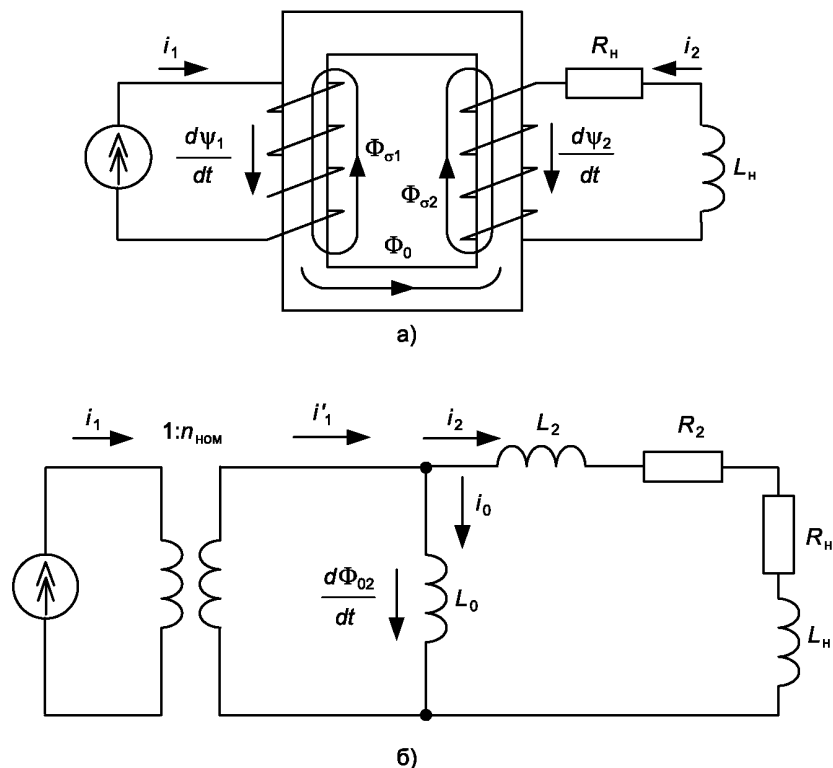 i₁
Rн
i₂
dψ₁
dt
Φσ1
Φσ2
dψ₂
dt
Lн
Φ₀
а)
i₁
1:nном
i'₁
i₂
L₂
R₂
i₀
Rн
dΦ₀₂
dt
L₀
Lн
б)